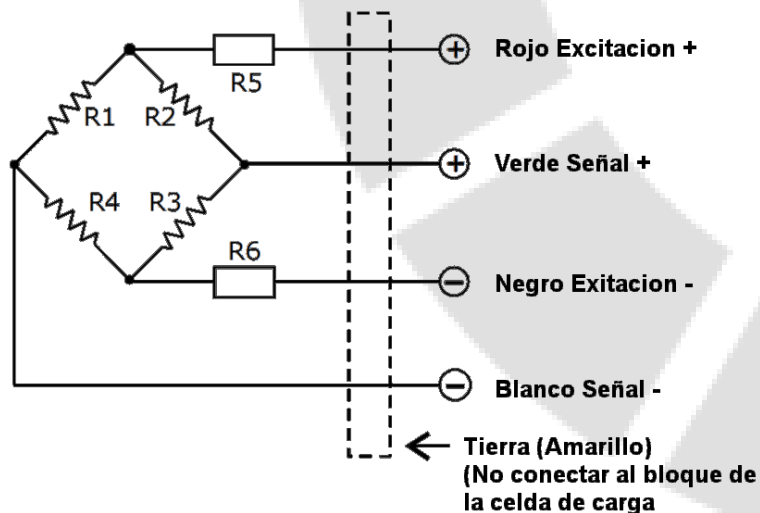 Rojo Excitacion +
R5
R1
R2
Verde Señal +
R4
R3
R6
Negro Exitacion -
Blanco Señal -
Tierra (Amarillo)
(No conectar al bloque de
la celda de carga